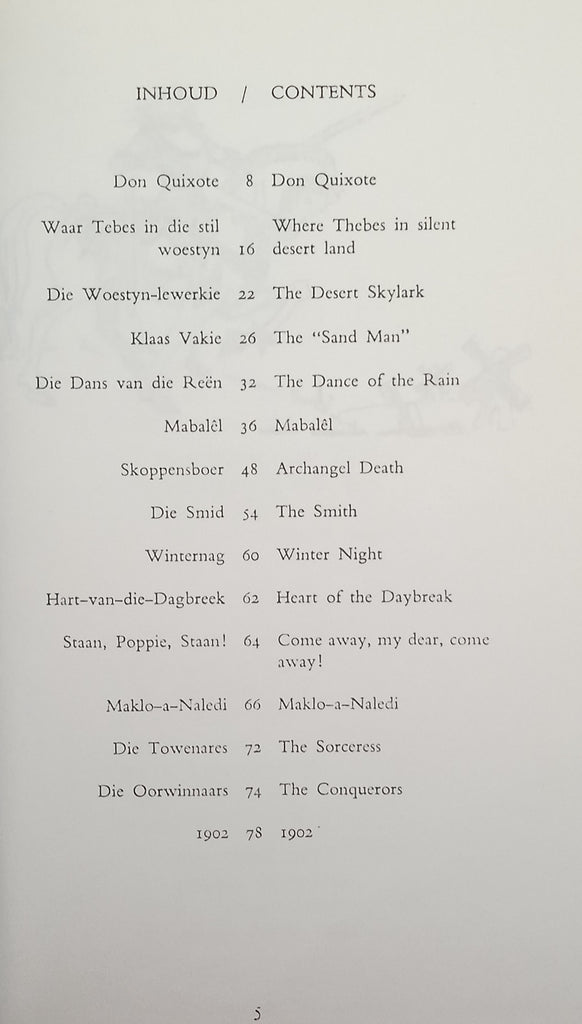 INHOUD / CONTENTS
Don Quixote 8 Don Quixote
Waar Tebes in die stil Where Thebes in silent
woestyn 16 desert land
Die Woestyn-lewerkie 22 The Desert Skylark
Klaas Vakie 26 The “Sand Man”
Die Dans van die Reën 32 The Dance of the Rain
Mabalêl 36 Mabalêl
Skoppensboer 48 Archangel Death
Die Smid 54 The Smith
Winternag 60 Winter Night
Hart-van-die-Dagbreek 62 Heart of the Daybreak
Staan, Poppie, Staan! 64 Come away, my dear, come
away!
Maklo-a-Naledi 66 Maklo-a-Naledi
Die Towenares 72 The Sorceress
Die Oorwinnaars 74 The Conquerors
1902 78 1902
5